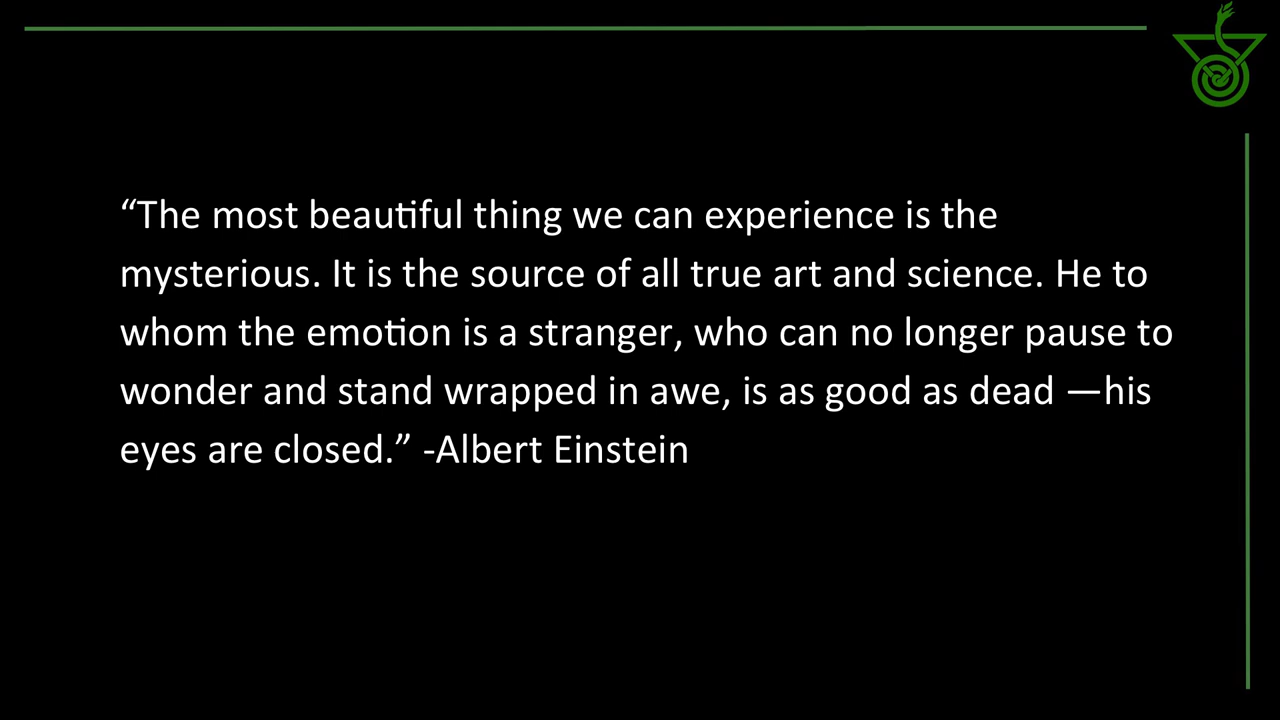 “The most beautiful thing we can experience is the
mysterious. It is the source of all true art and science. He to
whom the emotion is a stranger, who can no longer pause to
wonder and stand wrapped in awe, is as good as dead —his
eyes are closed.” -Albert Einstein